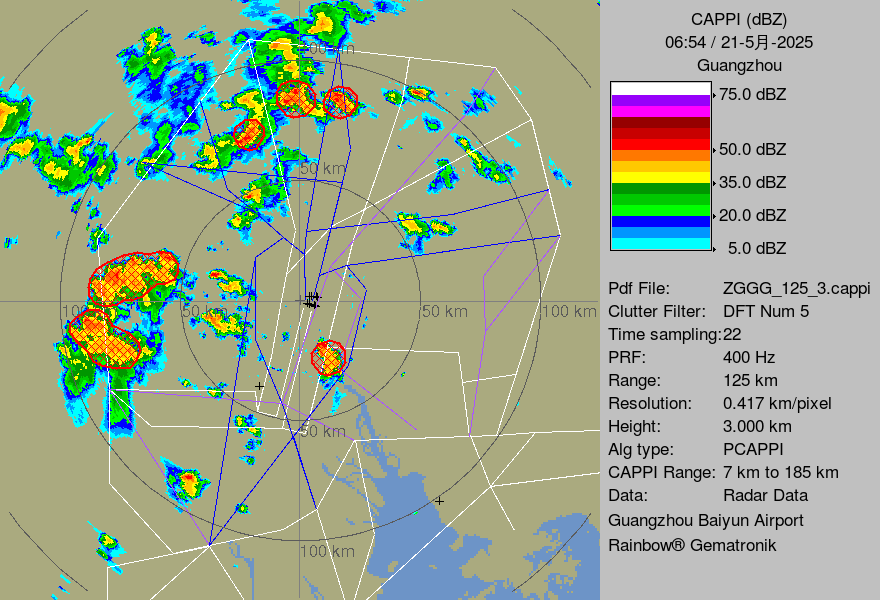 CAPPI (dBZ)
06:54 / 21-5月-2025
Guangzhou
75.0 dBZ
50.0 dBZ
35.0 dBZ
20.0 dBZ
5.0 dBZ
Pdf File: ZGGG_125_3.cappi
Clutter Filter: DFT Num 5
Time sampling:22
PRF: 400 Hz
Range: 125 km
Resolution: 0.417 km/pixel
Height: 3.000 km
Alg type: PCAPPI
CAPPI Range: 7 km to 185 km
Data: Radar Data
Guangzhou Baiyun Airport
Rainbow® Gematronik
100 km
50 km
100 km
50 km
50 km
100 km
50 km
100 km